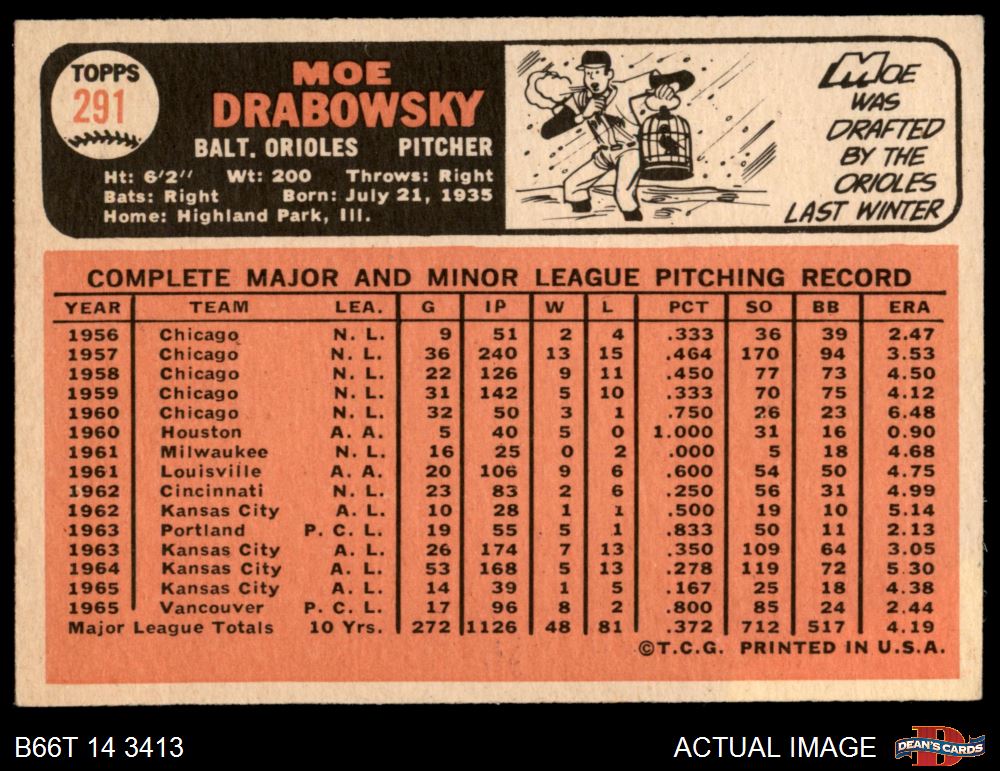 TOPPS
291
MOE
DRABOWSKY
BALT. ORIOLES PITCHER
Ht: 6'2" Wt: 200 Throws: Right
Bats: Right Born: July 21, 1935
Home: Highland Park, Ill.
MOE
WAS
DRAFTED
BY THE
ORIOLES
LAST WINTER
COMPLETE MAJOR AND MINOR LEAGUE PITCHING RECORD
YEAR TEAM LEA. G IP W L PCT SO BB ERA
1956 Chicago N. L. 9 51 2 4 .333 36 39 2.47
1957 Chicago N. L. 36 240 13 15 .464 170 94 3.53
1958 Chicago N. L. 22 126 9 11 .450 77 73 4.50
1959 Chicago N. L. 31 142 5 10 .333 70 75 4.12
1960 Chicago N. L. 32 50 3 1 .750 26 23 6.48
1960 Houston A. A. 5 40 5 0 1.000 31 16 0.90
1961 Milwaukee N. L. 16 25 0 2 .000 5 18 4.68
1961 Louisville A. A. 20 106 9 6 .600 54 50 4.75
1962 Cincinnati N. L. 23 83 2 6 .250 56 31 4.99
1962 Kansas City A. L. 10 28 1 1 .500 19 10 5.14
1963 Portland P. C. L. 19 55 5 1 .833 50 11 2.13
1963 Kansas City A. L. 26 174 7 13 .350 109 64 3.05
1964 Kansas City A. L. 53 168 5 13 .278 119 72 5.30
1965 Kansas City A. L. 14 39 1 5 .167 25 18 4.38
1965 Vancouver P. C. L. 17 96 8 2 .800 85 24 2.44
Major League Totals 10 Yrs. 272 1126 48 81 .372 712 517 4.19
©T.C.G. PRINTED IN U.S.A.
B66T 14 3413 ACTUAL IMAGE DEAN'S CARDS